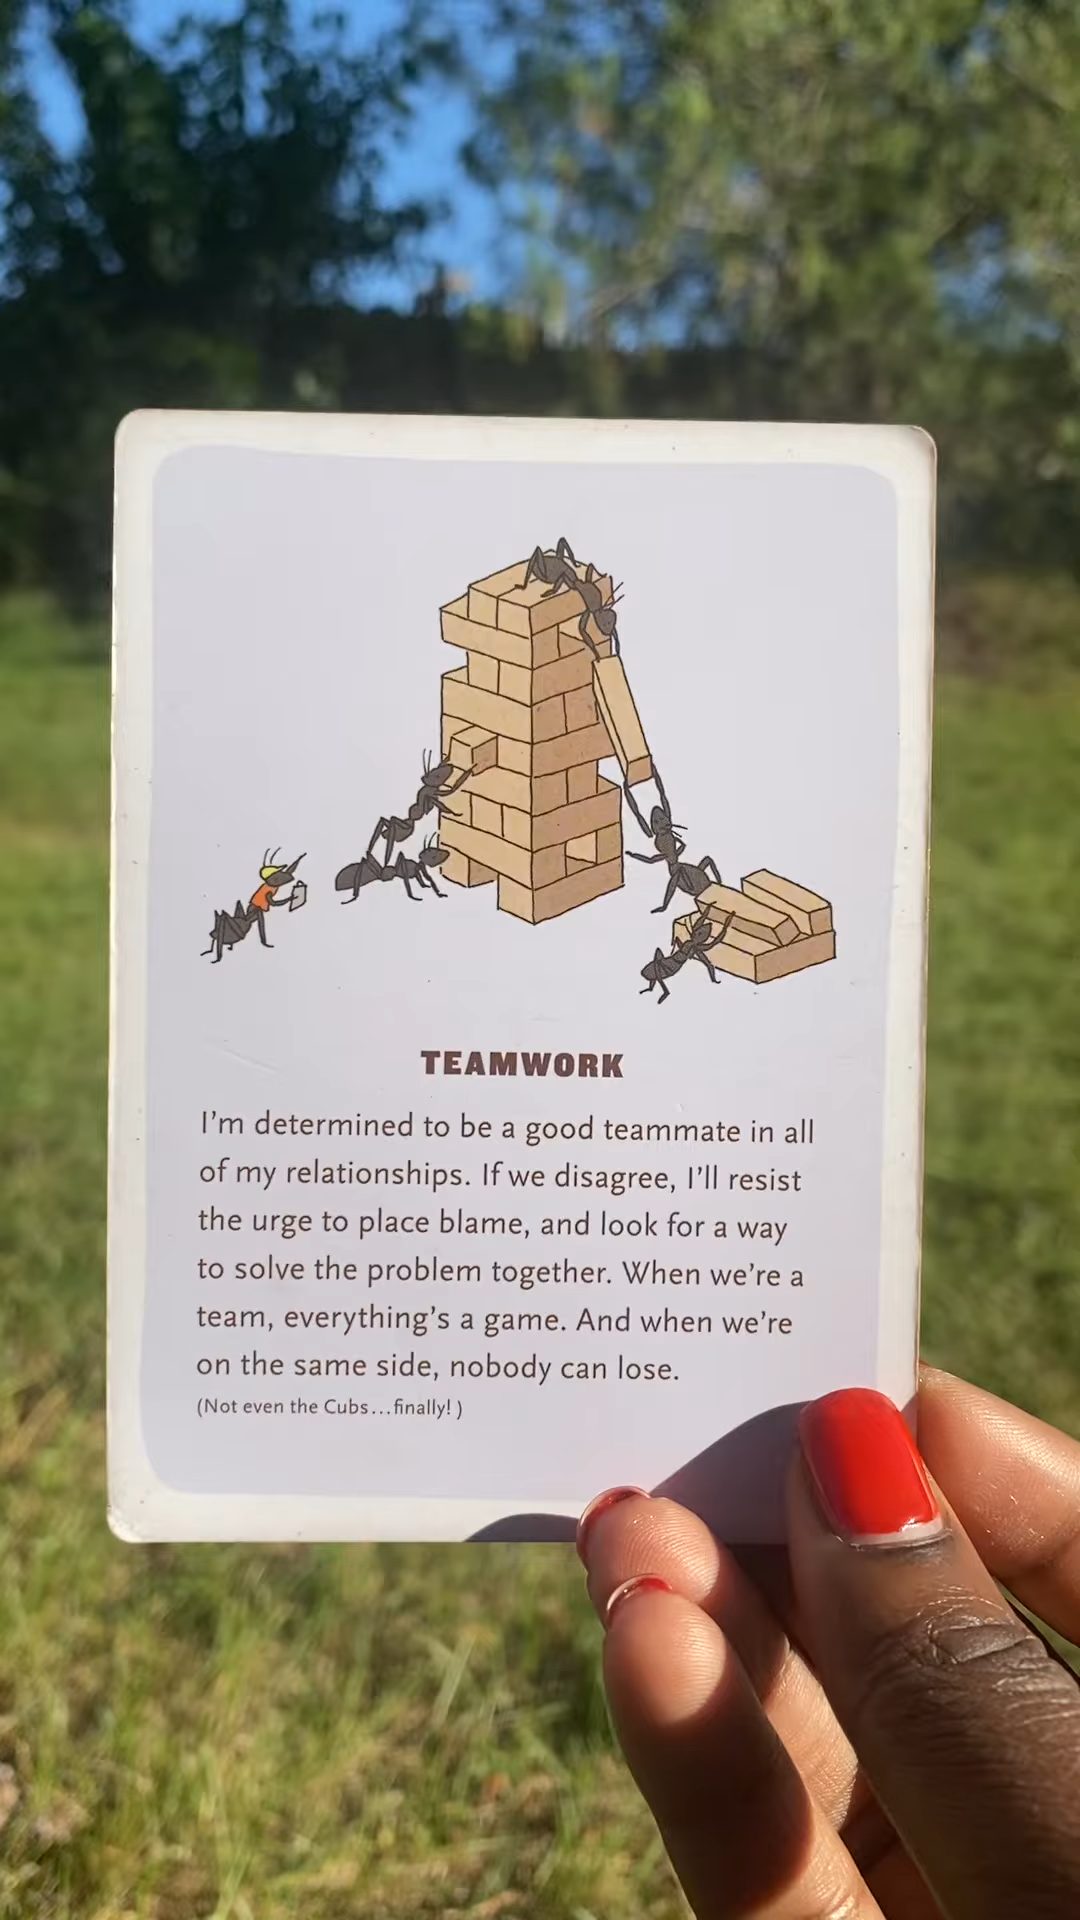 TEAMWORK
I'm determined to be a good teammate in all
of my relationships. If we disagree, I'll resist
the urge to place blame, and look for a way
to solve the problem together. When we're a
team, everything's a game. And when we're
on the same side, nobody can lose.
(Not even the Cubs...finally! )